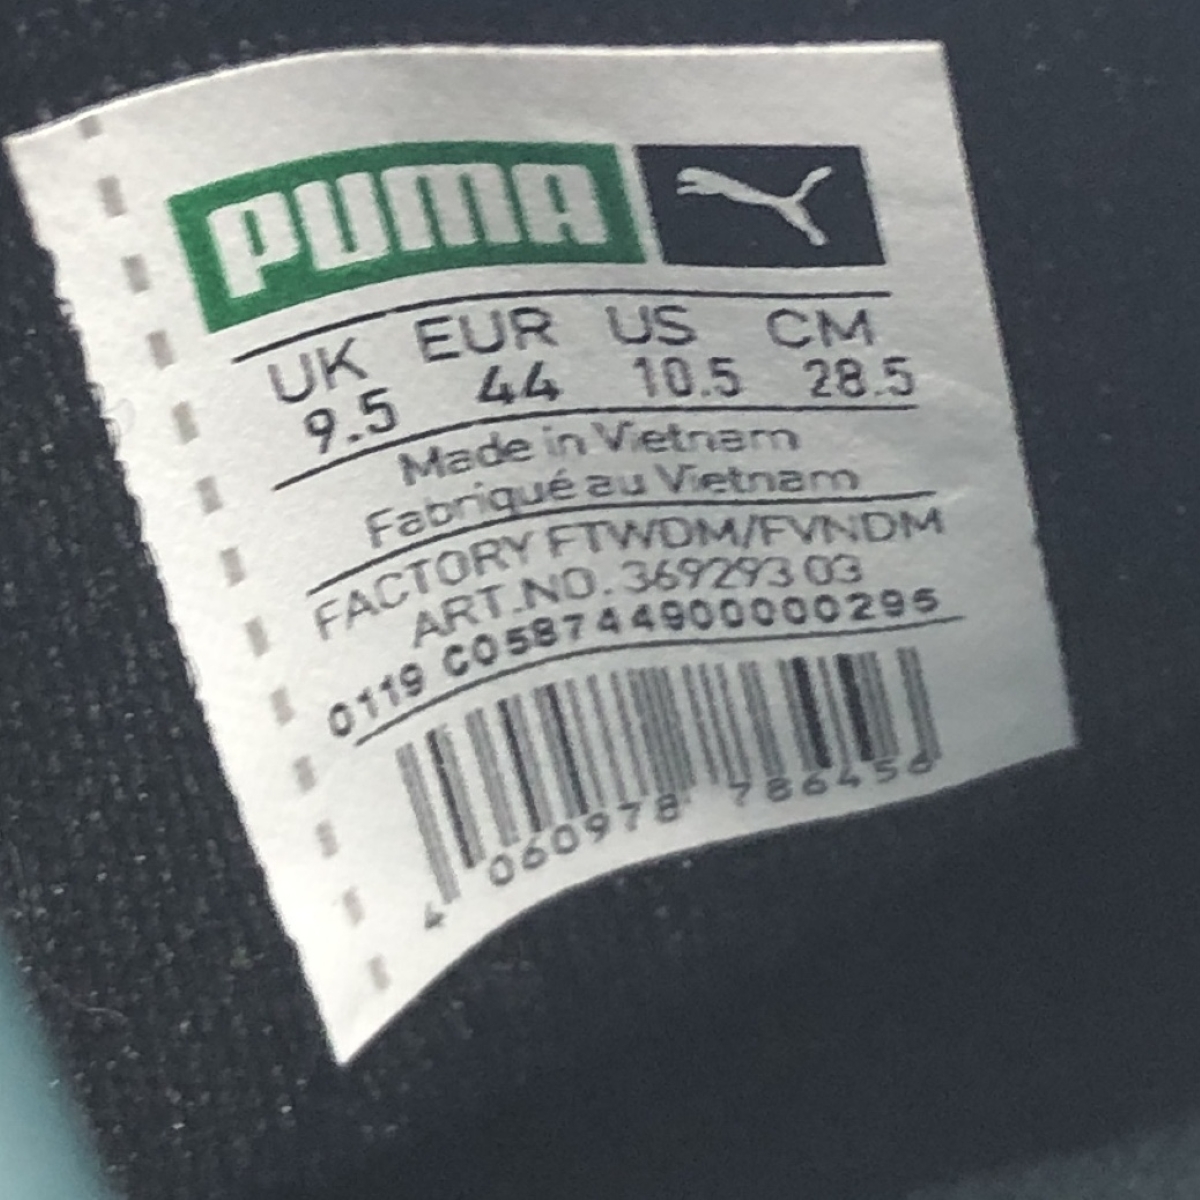 PUMA
UK EUR US CM
9.5 44 10.5 28.5
Made in Vietnam
Fabriqué au Vietnam
FACTORY FTWDM/FVNDM
ART.NO. 369293 03
0119 C058744900000295
4 060978 786456